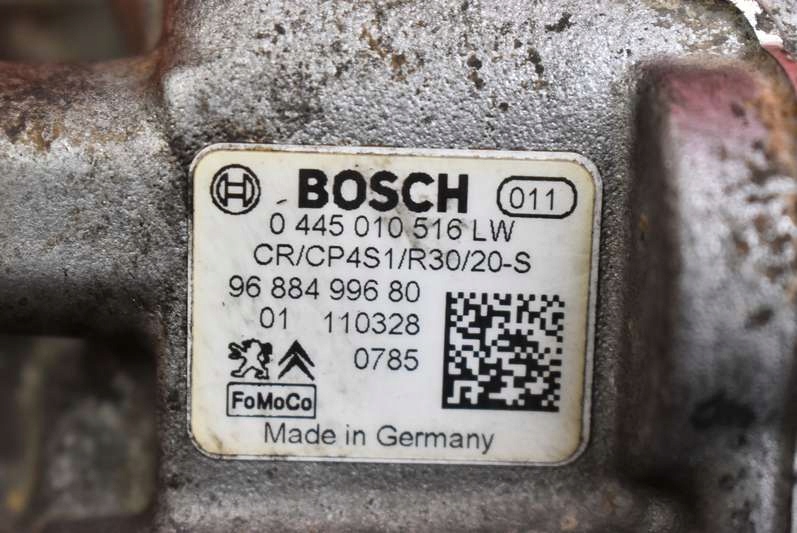 BOSCH 011
0 445 010 516 LW
CR/CP4S1/R30/20-S
96 884 996 80
01 110328
0785
FoMoCo
Made in Germany